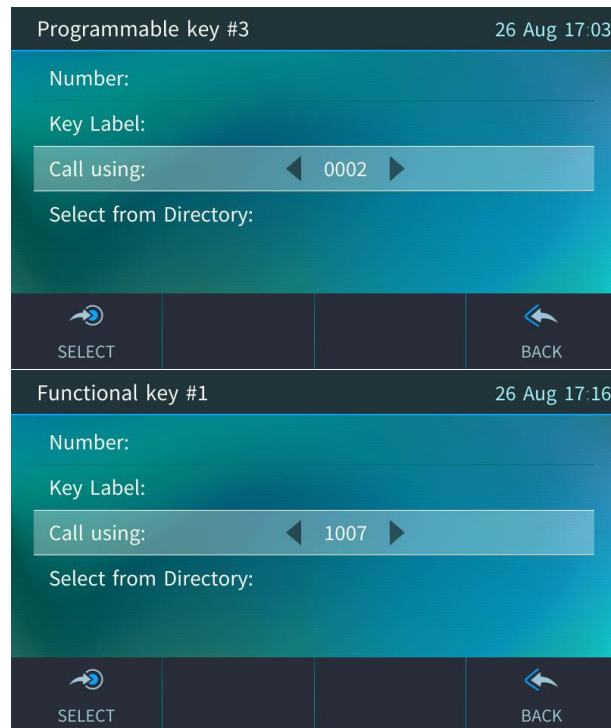 Programmable key #3 26 Aug 17:03
Number:
Key Label:
Call using: 0002
Select from Directory:
SELECT BACK
Functional key #1 26 Aug 17:16
Number:
Key Label:
Call using: 1007
Select from Directory:
SELECT BACK